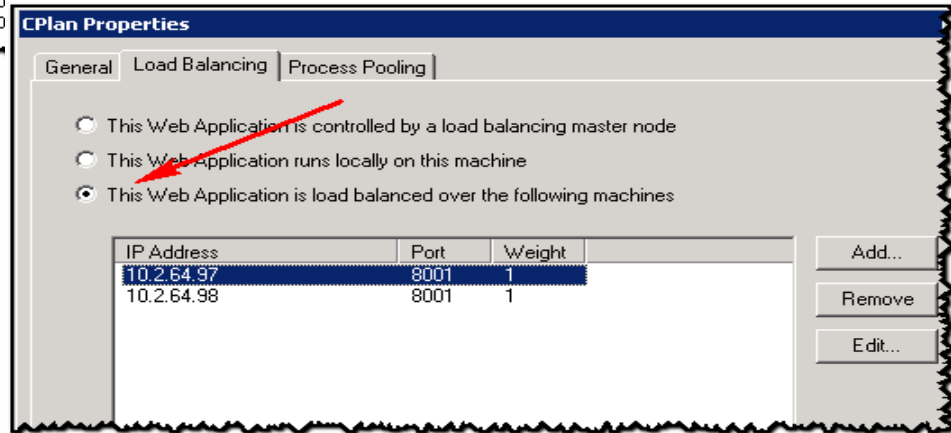 CPlan Properties
General Load Balancing Process Pooling
This Web Application is controlled by a load balancing master node
This Web Application runs locally on this machine
This Web Application is load balanced over the following machines
IP Address Port Weight Add...
10.2.64.97 8001 1
10.2.64.98 8001 1
Remove
Edit...